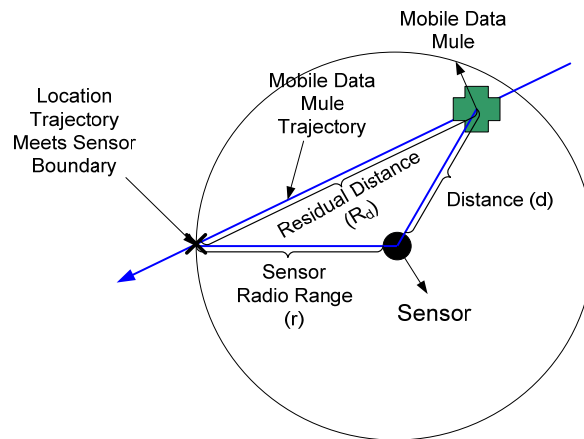 Mobile Data
Mule
Mobile Data
Mule
Trajectory
Location
Trajectory
Meets Sensor
Boundary
Residual Distance
(Rd)
Distance (d)
Sensor
Radio Range
(r)
Sensor